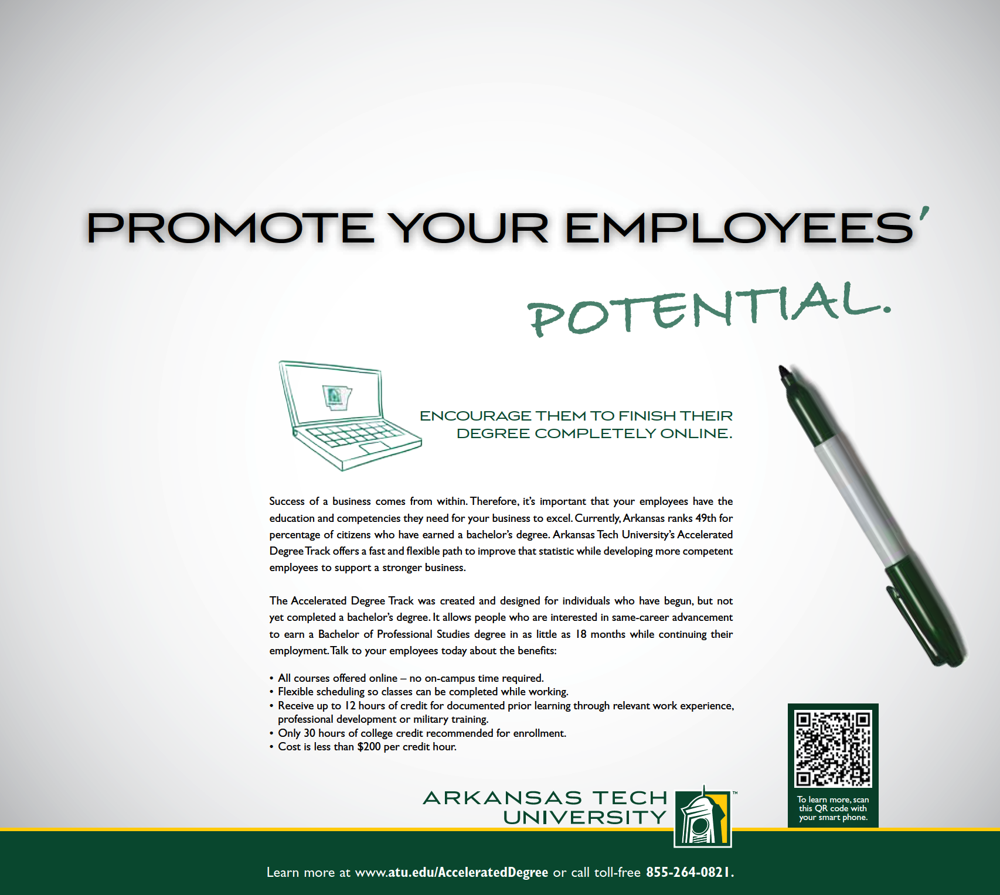 PROMOTE YOUR EMPLOYEES'
POTENTIAL.
ENCOURAGE THEM TO FINISH THEIR
DEGREE COMPLETELY ONLINE.
Success of a business comes from within. Therefore, it's important that your employees have the
education and competencies they need for your business to excel. Currently, Arkansas ranks 49th for
percentage of citizens who have earned a bachelor's degree. Arkansas Tech University's Accelerated
Degree Track offers a fast and flexible path to improve that statistic while developing more competent
employees to support a stronger business.
The Accelerated Degree Track was created and designed for individuals who have begun, but not
yet completed a bachelor's degree. It allows people who are interested in same-career advancement
to earn a Bachelor of Professional Studies degree in as little as 18 months while continuing their
employment. Talk to your employees today about the benefits:
• All courses offered online – no on-campus time required.
• Flexible scheduling so classes can be completed while working.
• Receive up to 12 hours of credit for documented prior learning through relevant work experience,
professional development or military training.
• Only 30 hours of college credit recommended for enrollment.
• Cost is less than $200 per credit hour.
ARKANSAS TECH
UNIVERSITY
TM
To learn more, scan
this QR code with
your smart phone.
Learn more at www.atu.edu/AcceleratedDegree or call toll-free 855-264-0821.